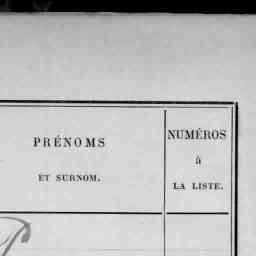 PRÉNOMS
ET SURNOM.
NUMÉROS
à
LA LISTE.